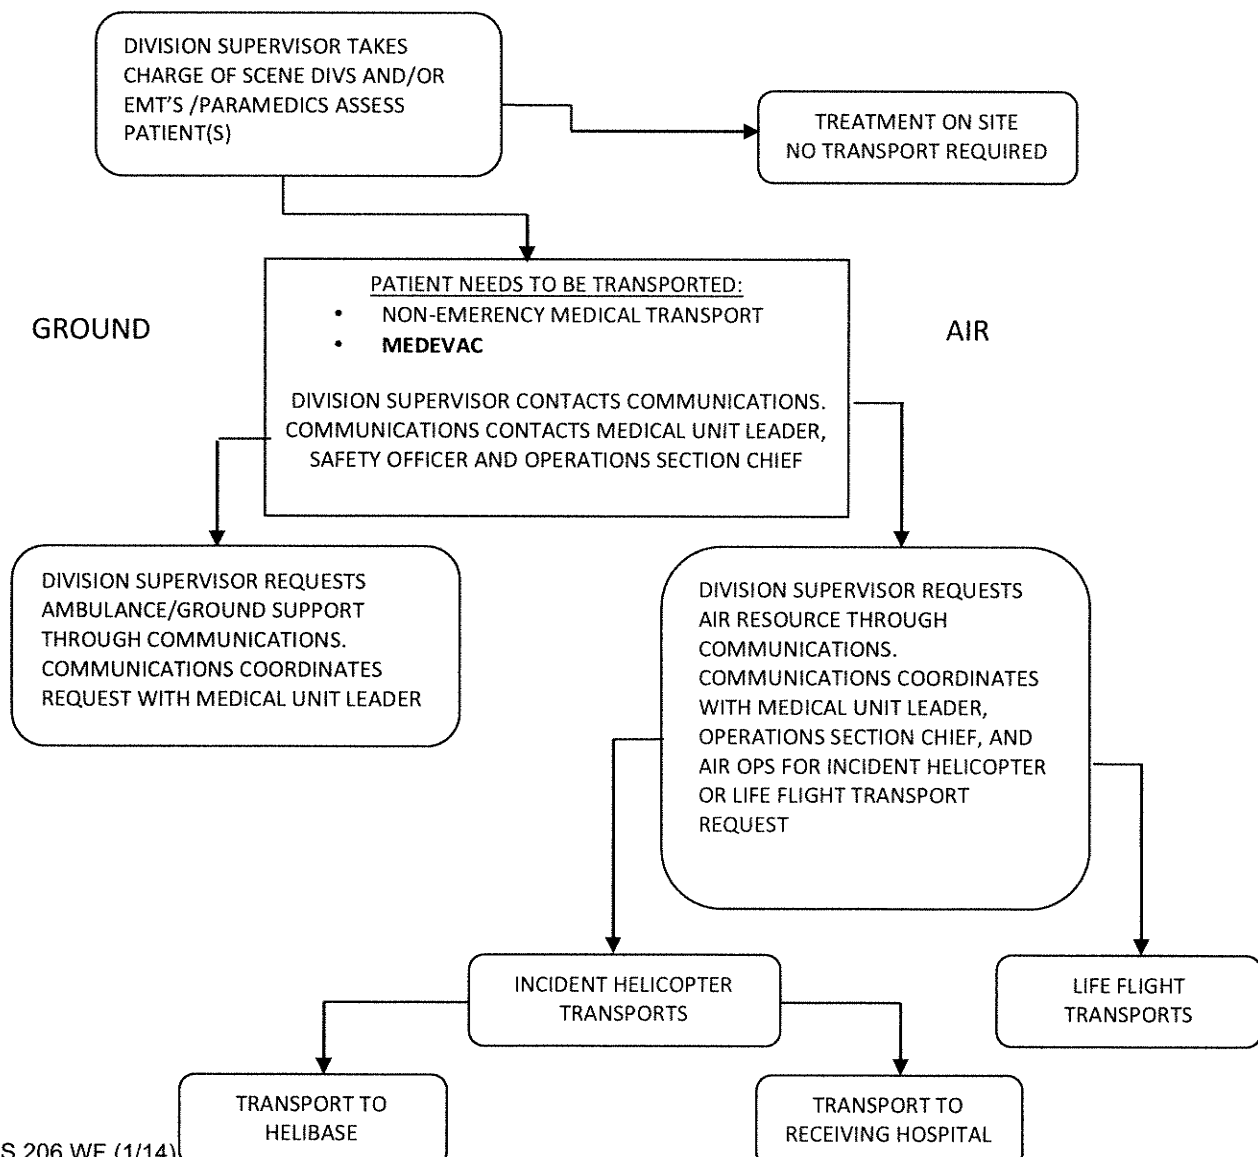 DIVISION SUPERVISOR TAKES
CHARGE OF SCENE DIVS AND/OR
EMT'S /PARAMEDICS ASSESS
PATIENT(S)
TREATMENT ON SITE
NO TRANSPORT REQUIRED
GROUND
PATIENT NEEDS TO BE TRANSPORTED:
• NON-EMERENCY MEDICAL TRANSPORT
• MEDEVAC
DIVISION SUPERVISOR CONTACTS COMMUNICATIONS.
COMMUNICATIONS CONTACTS MEDICAL UNIT LEADER,
SAFETY OFFICER AND OPERATIONS SECTION CHIEF
AIR
DIVISION SUPERVISOR REQUESTS
AMBULANCE/GROUND SUPPORT
THROUGH COMMUNICATIONS.
COMMUNICATIONS COORDINATES
REQUEST WITH MEDICAL UNIT LEADER
DIVISION SUPERVISOR REQUESTS
AIR RESOURCE THROUGH
COMMUNICATIONS.
COMMUNICATIONS COORDINATES
WITH MEDICAL UNIT LEADER,
OPERATIONS SECTION CHIEF, AND
AIR OPS FOR INCIDENT HELICOPTER
OR LIFE FLIGHT TRANSPORT
REQUEST
INCIDENT HELICOPTER
TRANSPORTS
LIFE FLIGHT
TRANSPORTS
TRANSPORT TO
HELIBASE
TRANSPORT TO
RECEIVING HOSPITAL
S 206 WF (1/14)